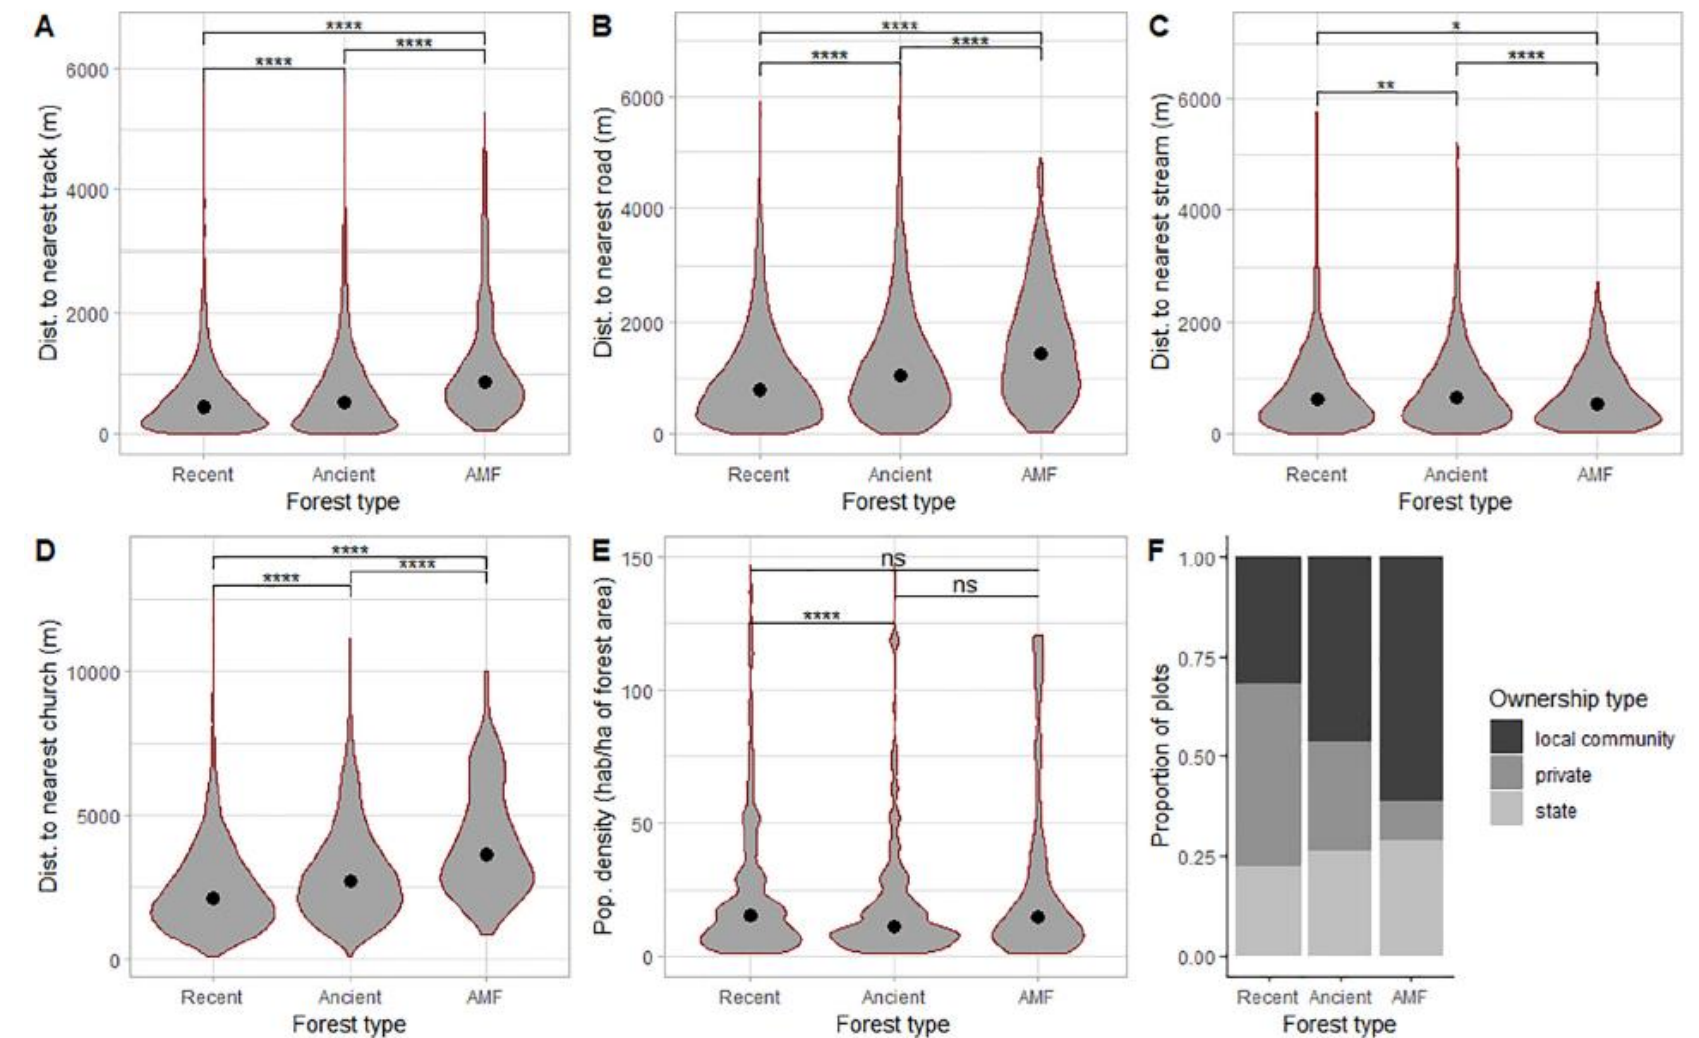 A
Dist. to nearest track (m)
6000
4000
2000
0
****
****
****
Recent Ancient AMF
Forest type
B
Dist. to nearest road (m)
6000
4000
2000
0
****
****
****
Recent Ancient AMF
Forest type
C
Dist. to nearest stream (m)
6000
4000
2000
0
*
****
**
Recent Ancient AMF
Forest type
D
Dist. to nearest church (m)
10000
5000
0
****
****
****
Recent Ancient AMF
Forest type
E
Pop. density (hab/ha of forest area)
150
100
50
0
ns
ns
****
Recent Ancient AMF
Forest type
F
Proportion of plots
1.00
0.75
0.50
0.25
0.00
Recent Ancient AMF
Forest type
Ownership type
local community
private
state